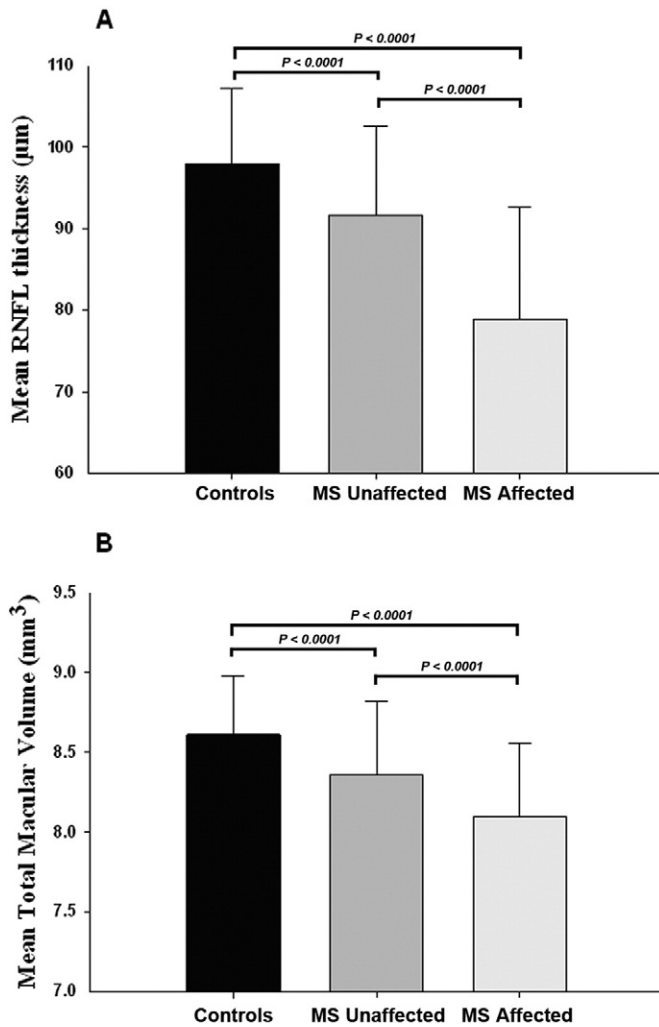 A
P < 0.0001
P < 0.0001
P < 0.0001
Mean RNFL thickness (µm)
110
100
90
80
70
60
Controls
MS Unaffected
MS Affected
B
P < 0.0001
P < 0.0001
P < 0.0001
Mean Total Macular Volume (mm³)
9.5
9.0
8.5
8.0
7.5
7.0
Controls
MS Unaffected
MS Affected